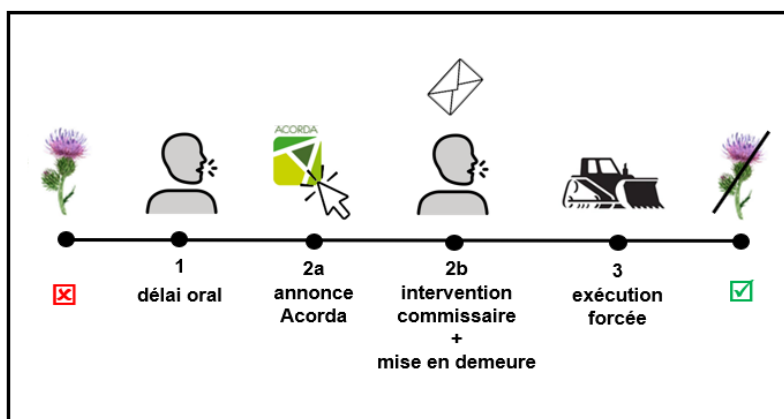 ACORDA
1
délai oral
2a
annonce
Acorda
2b
intervention
commissaire
+
mise en demeure
3
exécution
forcée